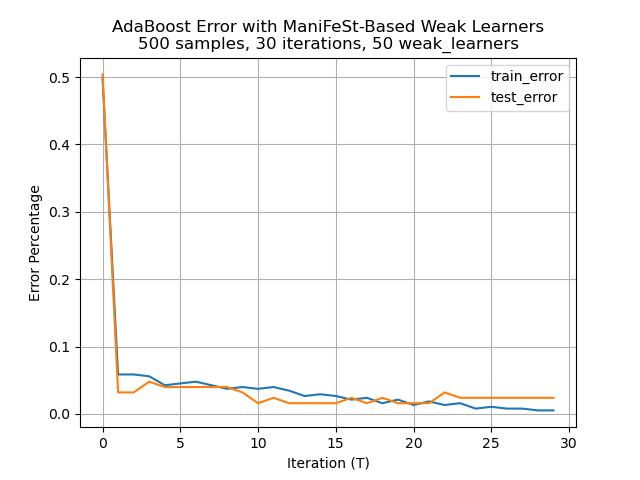 AdaBoost Error with ManiFeSt-Based Weak Learners
500 samples, 30 iterations, 50 weak_learners
train_error
test_error
Error Percentage
0.5
0.4
0.3
0.2
0.1
0.0
0 5 10 15 20 25 30
Iteration (T)